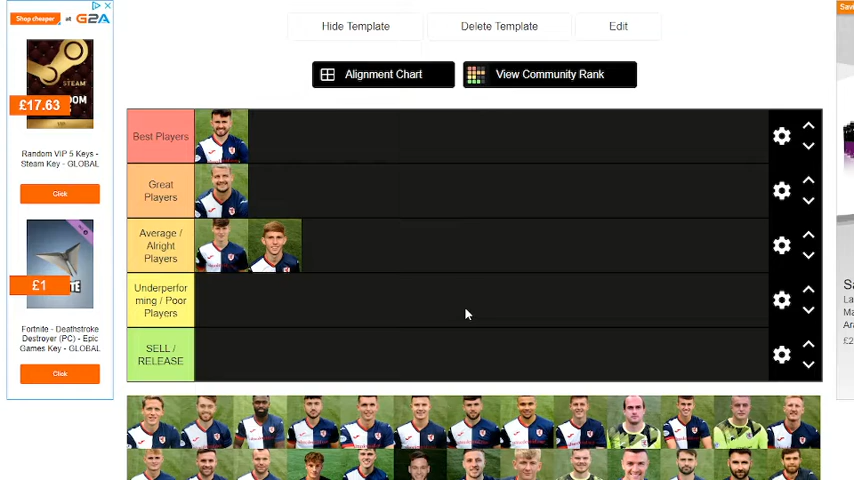 Shop cheaper at G2A
£17.63
Random VIP 5 Keys -
Steam Key - GLOBAL
Click
£1
Fortnite - Deathstroke
Destroyer (PC) - Epic
Games Key - GLOBAL
Click
Hide Template
Delete Template
Edit
Alignment Chart
View Community Rank
Best Players
Great
Players
Average /
Alright
Players
Underperfor
ming / Poor
Players
SELL /
RELEASE